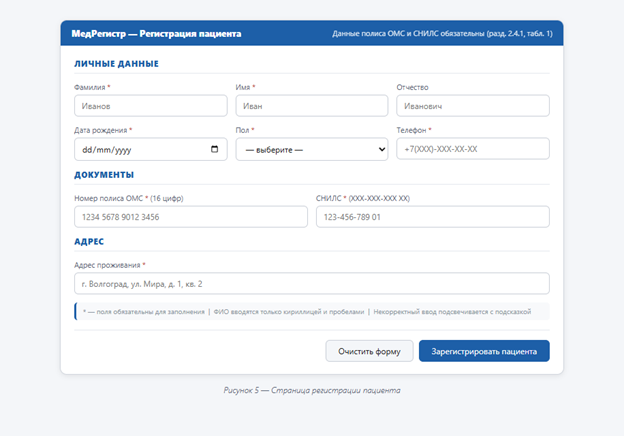 МедРегистр — Регистрация пациента
Данные полиса ОМС и СНИЛС обязательны (разд. 2.4.1, табл. 1)
ЛИЧНЫЕ ДАННЫЕ
Фамилия * Имя * Отчество
Иванов Иван Иванович
Дата рождения * Пол * Телефон *
dd/mm/yyyy — выберите — +7(XXX)-XXX-XX-XX
ДОКУМЕНТЫ
Номер полиса ОМС * (16 цифр) СНИЛС * (XXX-XXX-XXX XX)
1234 5678 9012 3456 123-456-789 01
АДРЕС
Адрес проживания *
г. Волгоград, ул. Мира, д. 1, кв. 2
* — поля обязательны для заполнения | ФИО вводятся только кириллицей и пробелами | Некорректный ввод подсвечивается с подсказкой
Очистить форму Зарегистрировать пациента
Рисунок 5 — Страница регистрации пациента